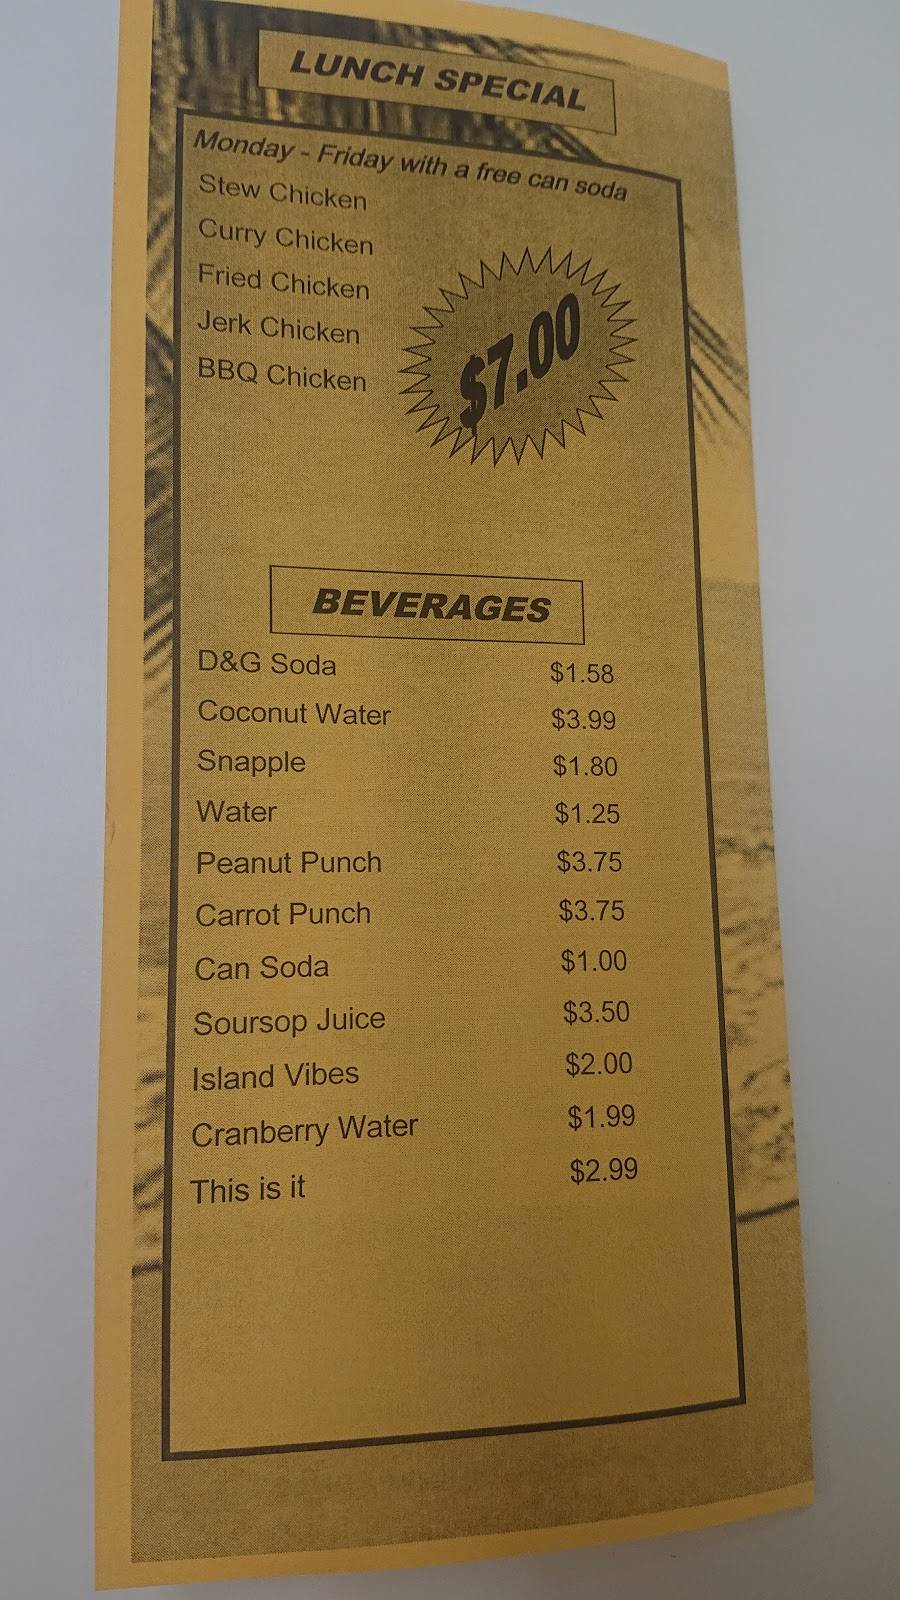 LUNCH SPECIAL
Monday - Friday with a free can soda
Stew Chicken
Curry Chicken
Fried Chicken
Jerk Chicken
BBQ Chicken
$7.00
BEVERAGES
D&G Soda $1.58
Coconut Water $3.99
Snapple $1.80
Water $1.25
Peanut Punch $3.75
Carrot Punch $3.75
Can Soda $1.00
Soursop Juice $3.50
Island Vibes $2.00
Cranberry Water $1.99
This is it $2.99